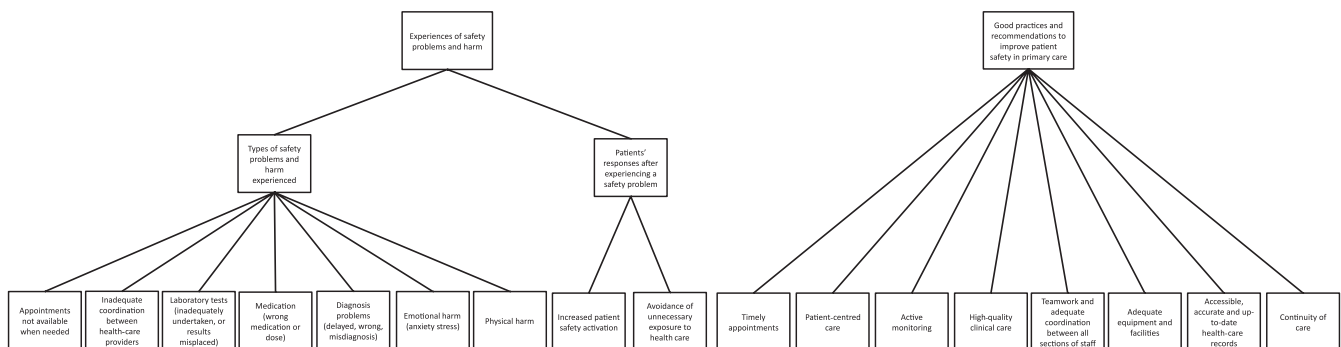 Experiences of safety
problems and harm
Good practices and
recommendations to
improve patient
safety in primary care
Types of safety
problems and
harm
experienced
Patients'
responses after
experiencing a
safety problem
Appointments
not available
when needed
Inadequate
coordination
between
health-care
providers
Laboratory tests
(inadequately
undertaken, or
results
misplaced)
Medication
(wrong
medication or
dose)
Diagnosis
problems
(delayed, wrong,
misdiagnosis)
Emotional harm
(anxiety stress)
Physical harm
Increased patient
safety activation
Avoidance of
unnecessary
exposure to
health care
Timely
appointments
Patient-centred
care
Active
monitoring
High-quality
clinical care
Teamwork and
adequate
coordination
between all
sections of staff
Adequate
equipment and
facilities
Accessible,
accurate and up-
to-date
health-care
records
Continuity of
care